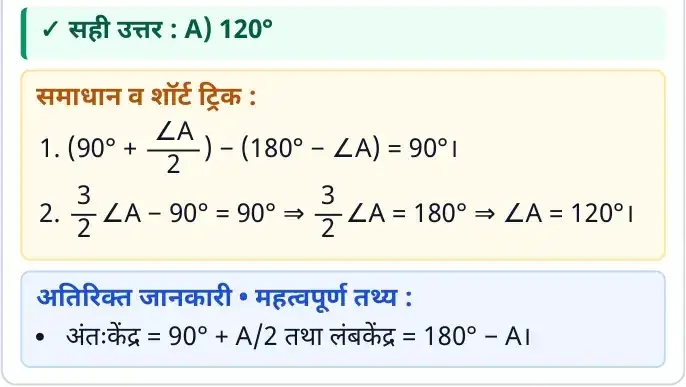 ✓ सही उत्तर : A) 120°
समाधान व शॉर्ट ट्रिक :
1. (90° + ∠A/2) − (180° − ∠A) = 90°।
2. 3/2 ∠A − 90° = 90° ⇒ 3/2 ∠A = 180° ⇒ ∠A = 120°।
अतिरिक्त जानकारी • महत्वपूर्ण तथ्य :
• अंतःकेंद्र = 90° + A/2 तथा लंबकेंद्र = 180° − A।